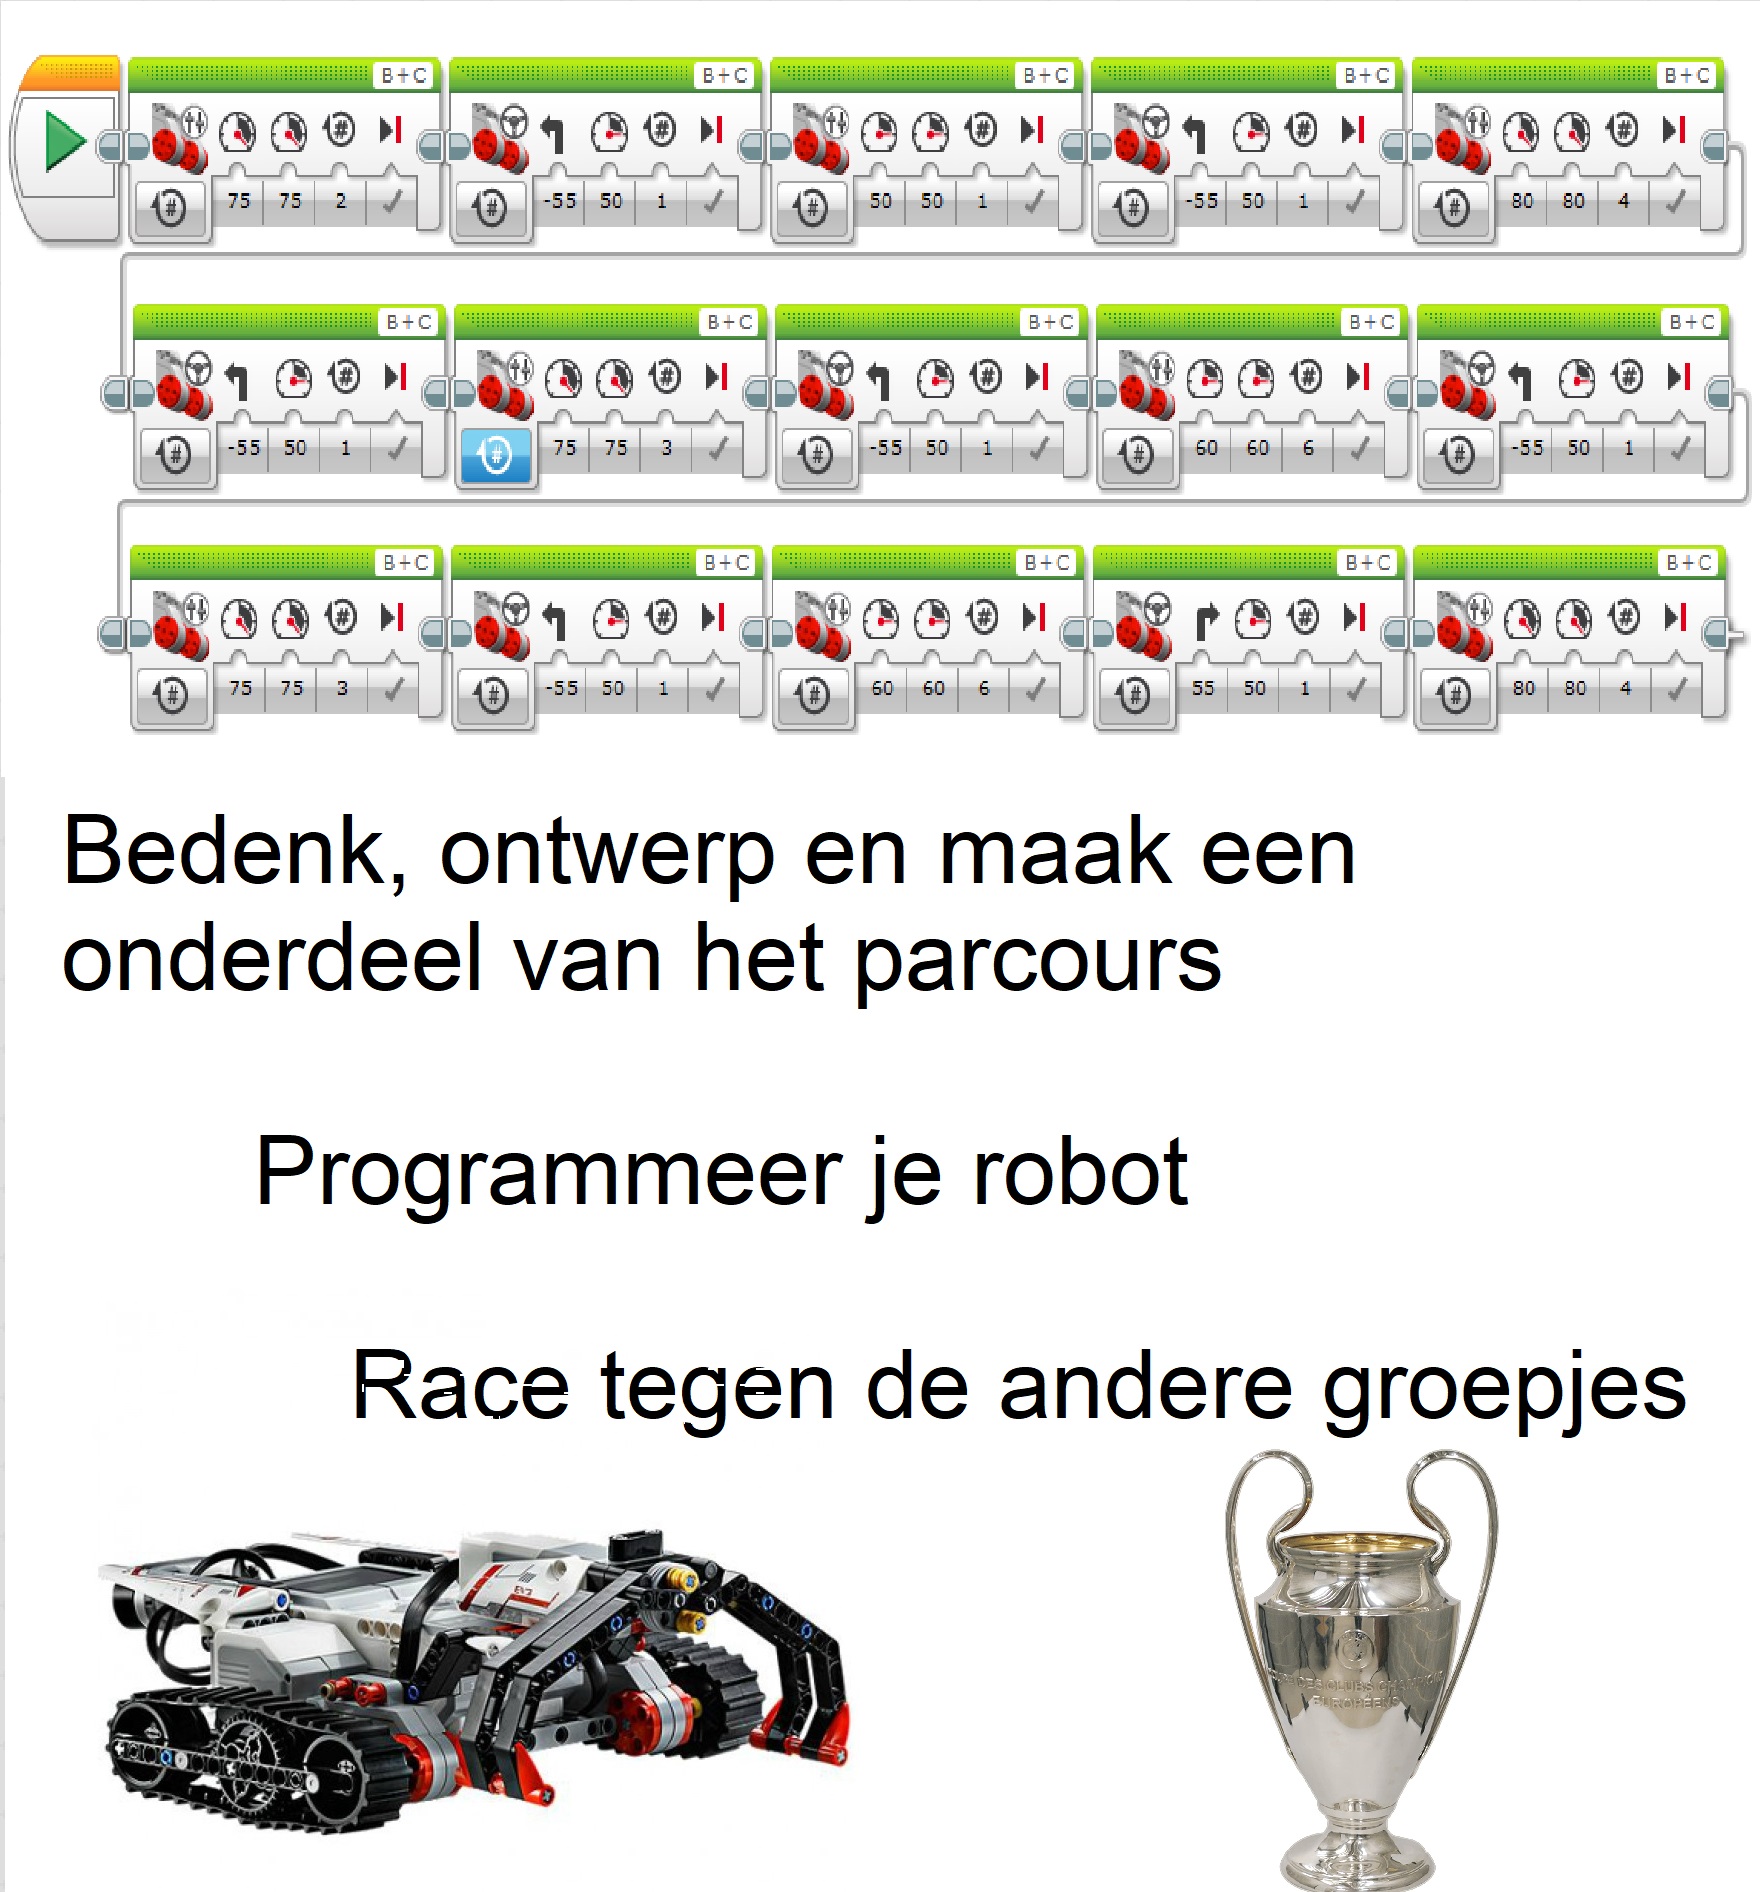 B+C B+C B+C B+C B+C
# # # # #
75 75 2 -55 50 1 50 50 1 -55 50 1 80 80 4
# # # # #
B+C B+C B+C B+C B+C
# # # # #
-55 50 1 75 75 3 -55 50 1 60 60 6 -55 50 1
# # # # #
B+C B+C B+C B+C B+C
# # # # #
75 75 3 -55 50 1 60 60 6 55 50 1 80 80 4
# # # # #
Bedenk, ontwerp en maak een
onderdeel van het parcours
Programmeer je robot
Race tegen de andere groepjes
EV3
EUROPÉENS